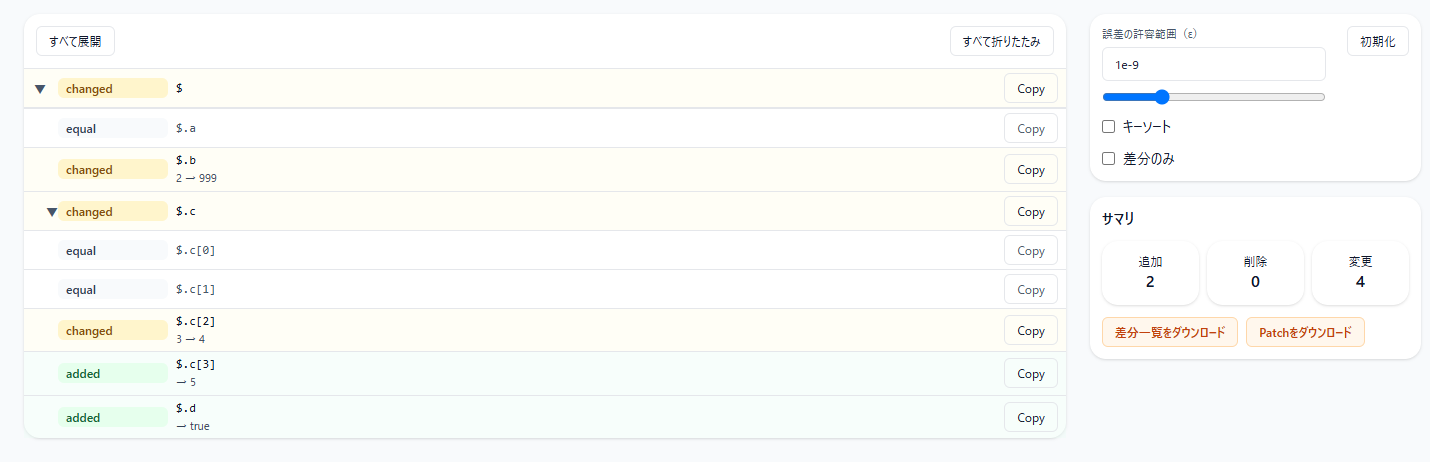 すべて展開 すべて折りたたみ
▼ changed $ Copy
equal $.a Copy
changed $.b Copy
2 → 999
▼ changed $.c Copy
equal $.c[0] Copy
equal $.c[1] Copy
changed $.c[2] Copy
3 → 4
added $.c[3] Copy
→ 5
added $.d Copy
→ true
誤差の許容範囲（ε） 初期化
1e-9
キーソート
差分のみ
サマリ
追加 削除 変更
2 0 4
差分一覧をダウンロード Patchをダウンロード